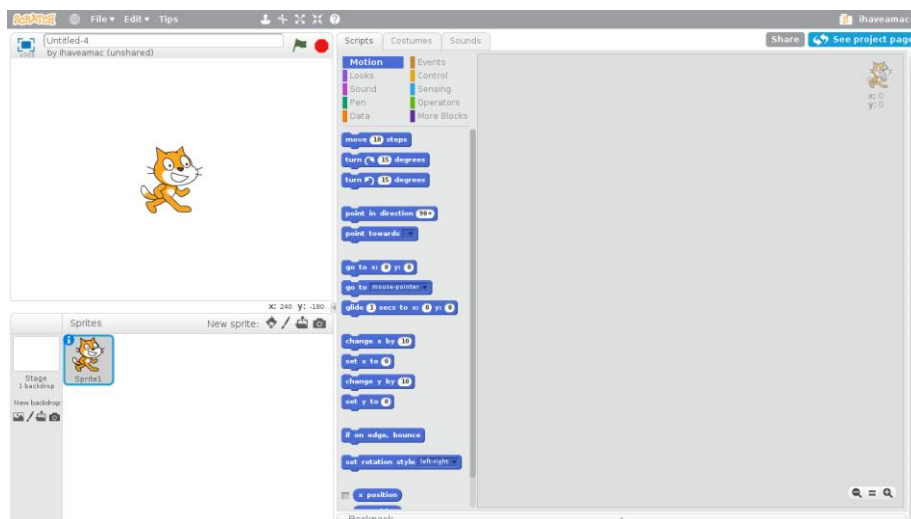 SCRATCH File Edit Tips ihaveamac
Untitled-4
by ihaveamac (unshared)
Scripts Costumes Sounds
Share See project page
Motion Events
Looks Control
Sound Sensing
Pen Operators
Data More Blocks
x: 0
y: 0
move 10 steps
turn 15 degrees
turn 15 degrees
point in direction 90
point towards
go to x: 0 y: 0
go to mouse-pointer
glide 1 secs to x: 0 y: 0
change x by 10
set x to 0
change y by 10
set y to 0
if on edge, bounce
set rotation style left-right
x position
X: 240 Y: -180
Sprites New sprite:
Stage
1 backdrop
Sprite1
New backdrop:
Backpack